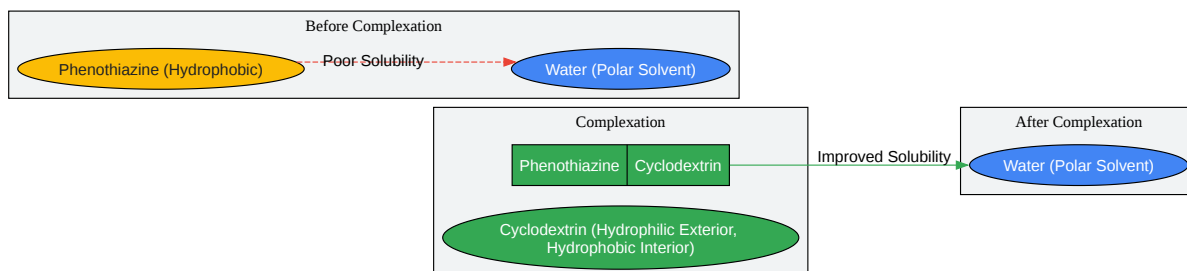 Before Complexation
Phenothiazine (Hydrophobic)
Poor Solubility
Water (Polar Solvent)
Complexation
Phenothiazine
Cyclodextrin
Improved Solubility
Cyclodextrin (Hydrophilic Exterior,
Hydrophobic Interior)
After Complexation
Water (Polar Solvent)